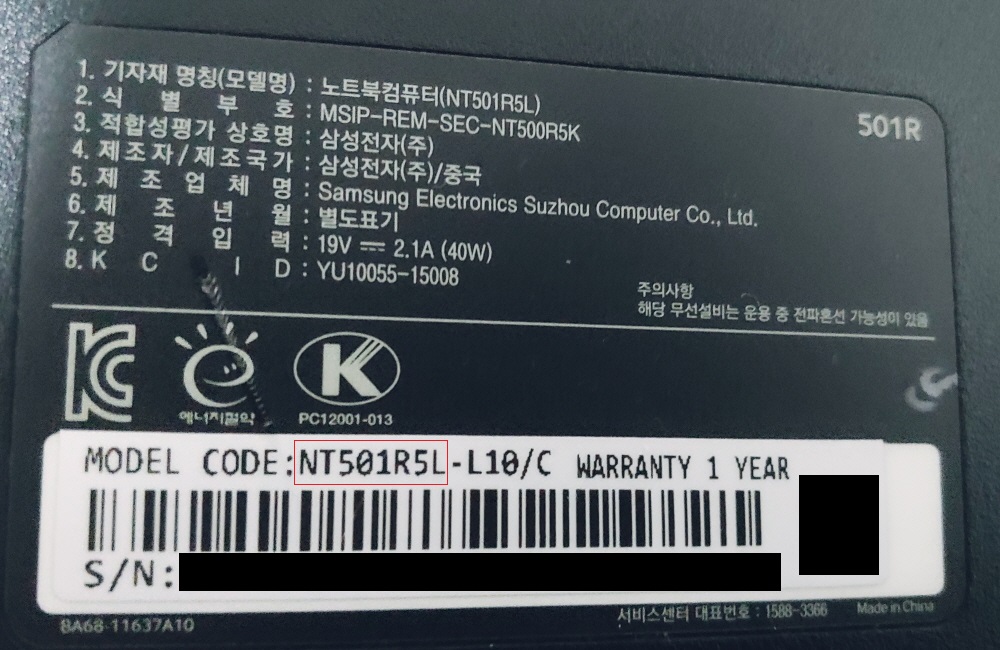 1. 기자재 명칭(모델명) : 노트북컴퓨터(NT501R5L)
2. 식 별 부 호 : MSIP-REM-SEC-NT500R5K
3. 적합성평가 상호명 : 삼성전자(주)
4. 제조자/제조국가 : 삼성전자(주)/중국
5. 제 조 업 체 명 : Samsung Electronics Suzhou Computer Co., Ltd.
6. 제 조 년 월 : 별도표기
7. 정 격 입 력 : 19V ⎓ 2.1A (40W)
8. K C I D : YU10055-15008
501R
주의사항
해당 무선설비는 운용 중 전파혼선 가능성이 있음
에너지절약
K
PC12001-013
MODEL CODE:NT501R5L-L10/C WARRANTY 1 YEAR
S/N:
서비스센터 대표번호 : 1588-3366 Made in China
BA68-11637A10